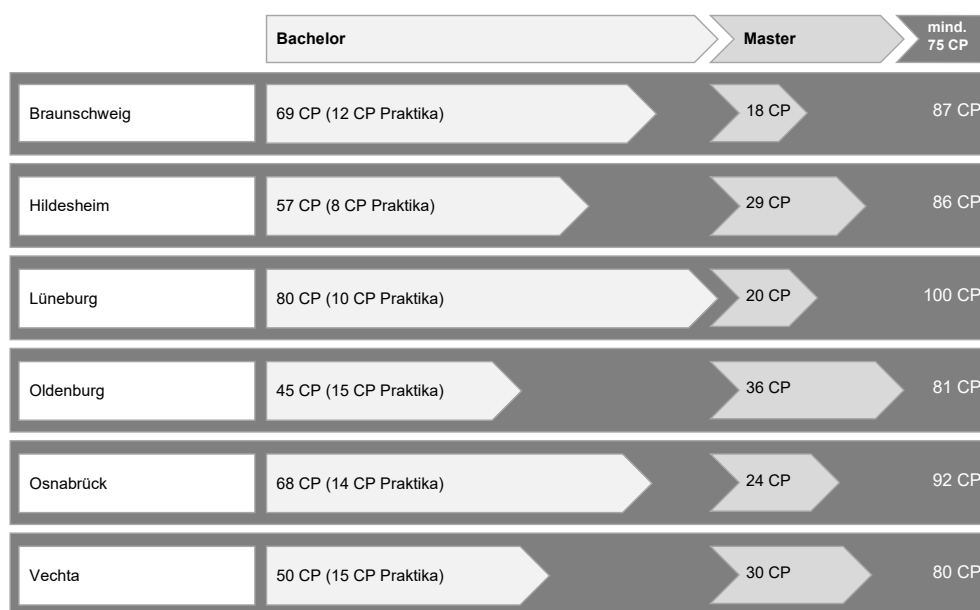 Bachelor
Master
mind.
75 CP
Braunschweig
69 CP (12 CP Praktika)
18 CP
87 CP
Hildesheim
57 CP (8 CP Praktika)
29 CP
86 CP
Lüneburg
80 CP (10 CP Praktika)
20 CP
100 CP
Oldenburg
45 CP (15 CP Praktika)
36 CP
81 CP
Osnabrück
68 CP (14 CP Praktika)
24 CP
92 CP
Vechta
50 CP (15 CP Praktika)
30 CP
80 CP